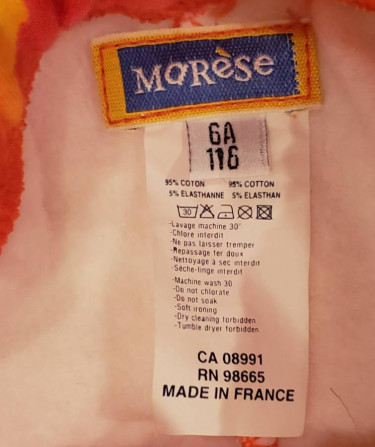 MoRèSe
6A
116
95% COTON 95% COTTON
5% ELASTHANNE 5% ELASTHAN
30
-Lavage machine 30°
-Chlore interdit
-Ne pas laisser tremper
-Repassage fer doux
-Nettoyage à sec interdit
-Sèche-linge interdit
-Machine wash 30
-Do not chlorate
-Do not soak
-Soft ironing
-Dry cleaning forbidden
-Tumble dryer forbidden
CA 08991
RN 98665
MADE IN FRANCE